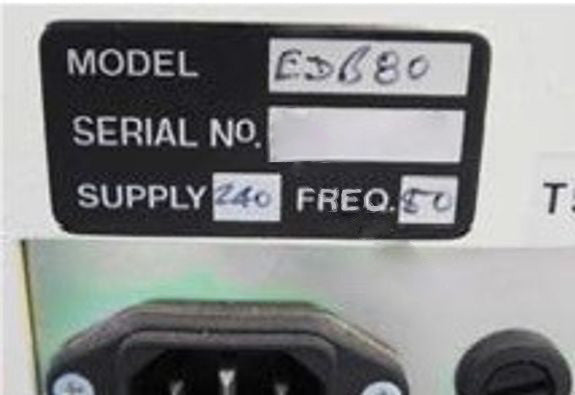 MODEL EDB80
SERIAL NO.
SUPPLY 240 FREQ. 50